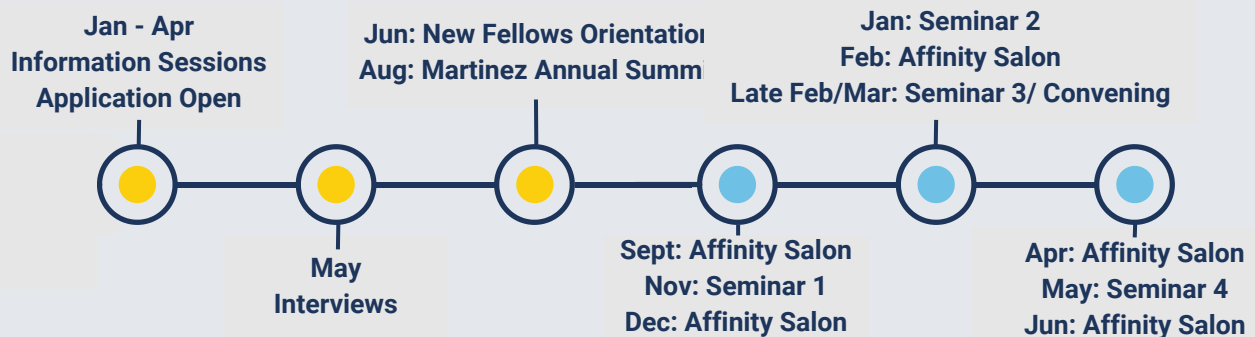 Jan - Apr
Information Sessions
Application Open
May
Interviews
Jun: New Fellows Orientation
Aug: Martinez Annual Summi
Sept: Affinity Salon
Nov: Seminar 1
Dec: Affinity Salon
Jan: Seminar 2
Feb: Affinity Salon
Late Feb/Mar: Seminar 3/ Convening
Apr: Affinity Salon
May: Seminar 4
Jun: Affinity Salon